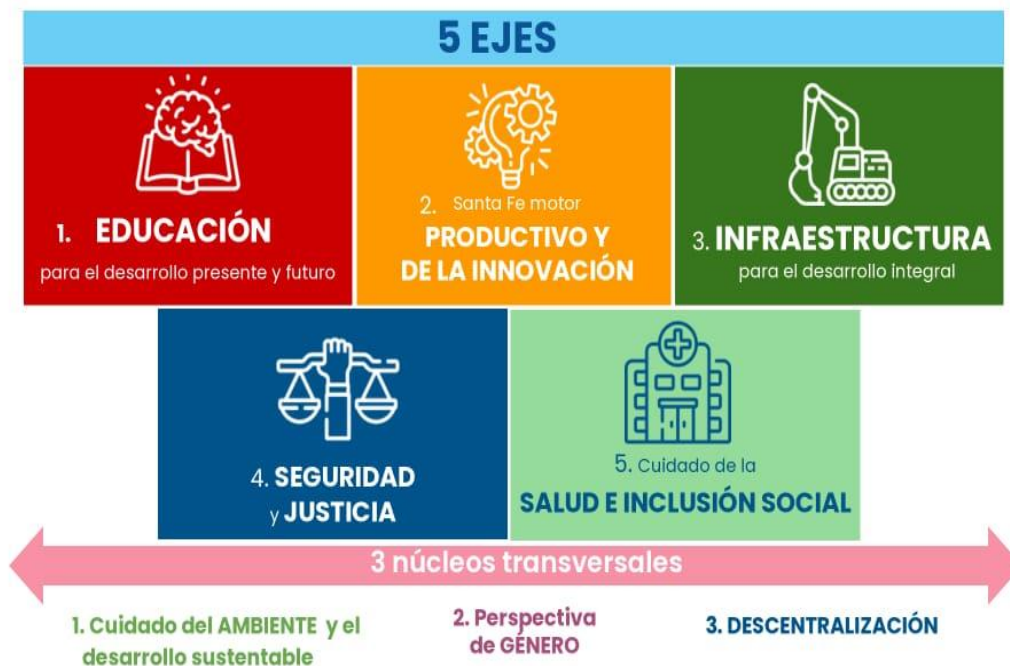 5 EJES
1. EDUCACIÓN
para el desarrollo presente y futuro
2. Santa Fe motor
PRODUCTIVO Y
DE LA INNOVACIÓN
3. INFRAESTRUCTURA
para el desarrollo integral
4. SEGURIDAD
y JUSTICIA
5. Cuidado de la
SALUD E INCLUSIÓN SOCIAL
3 núcleos transversales
1. Cuidado del AMBIENTE y el
desarrollo sustentable
2. Perspectiva
de GÉNERO
3. DESCENTRALIZACIÓN